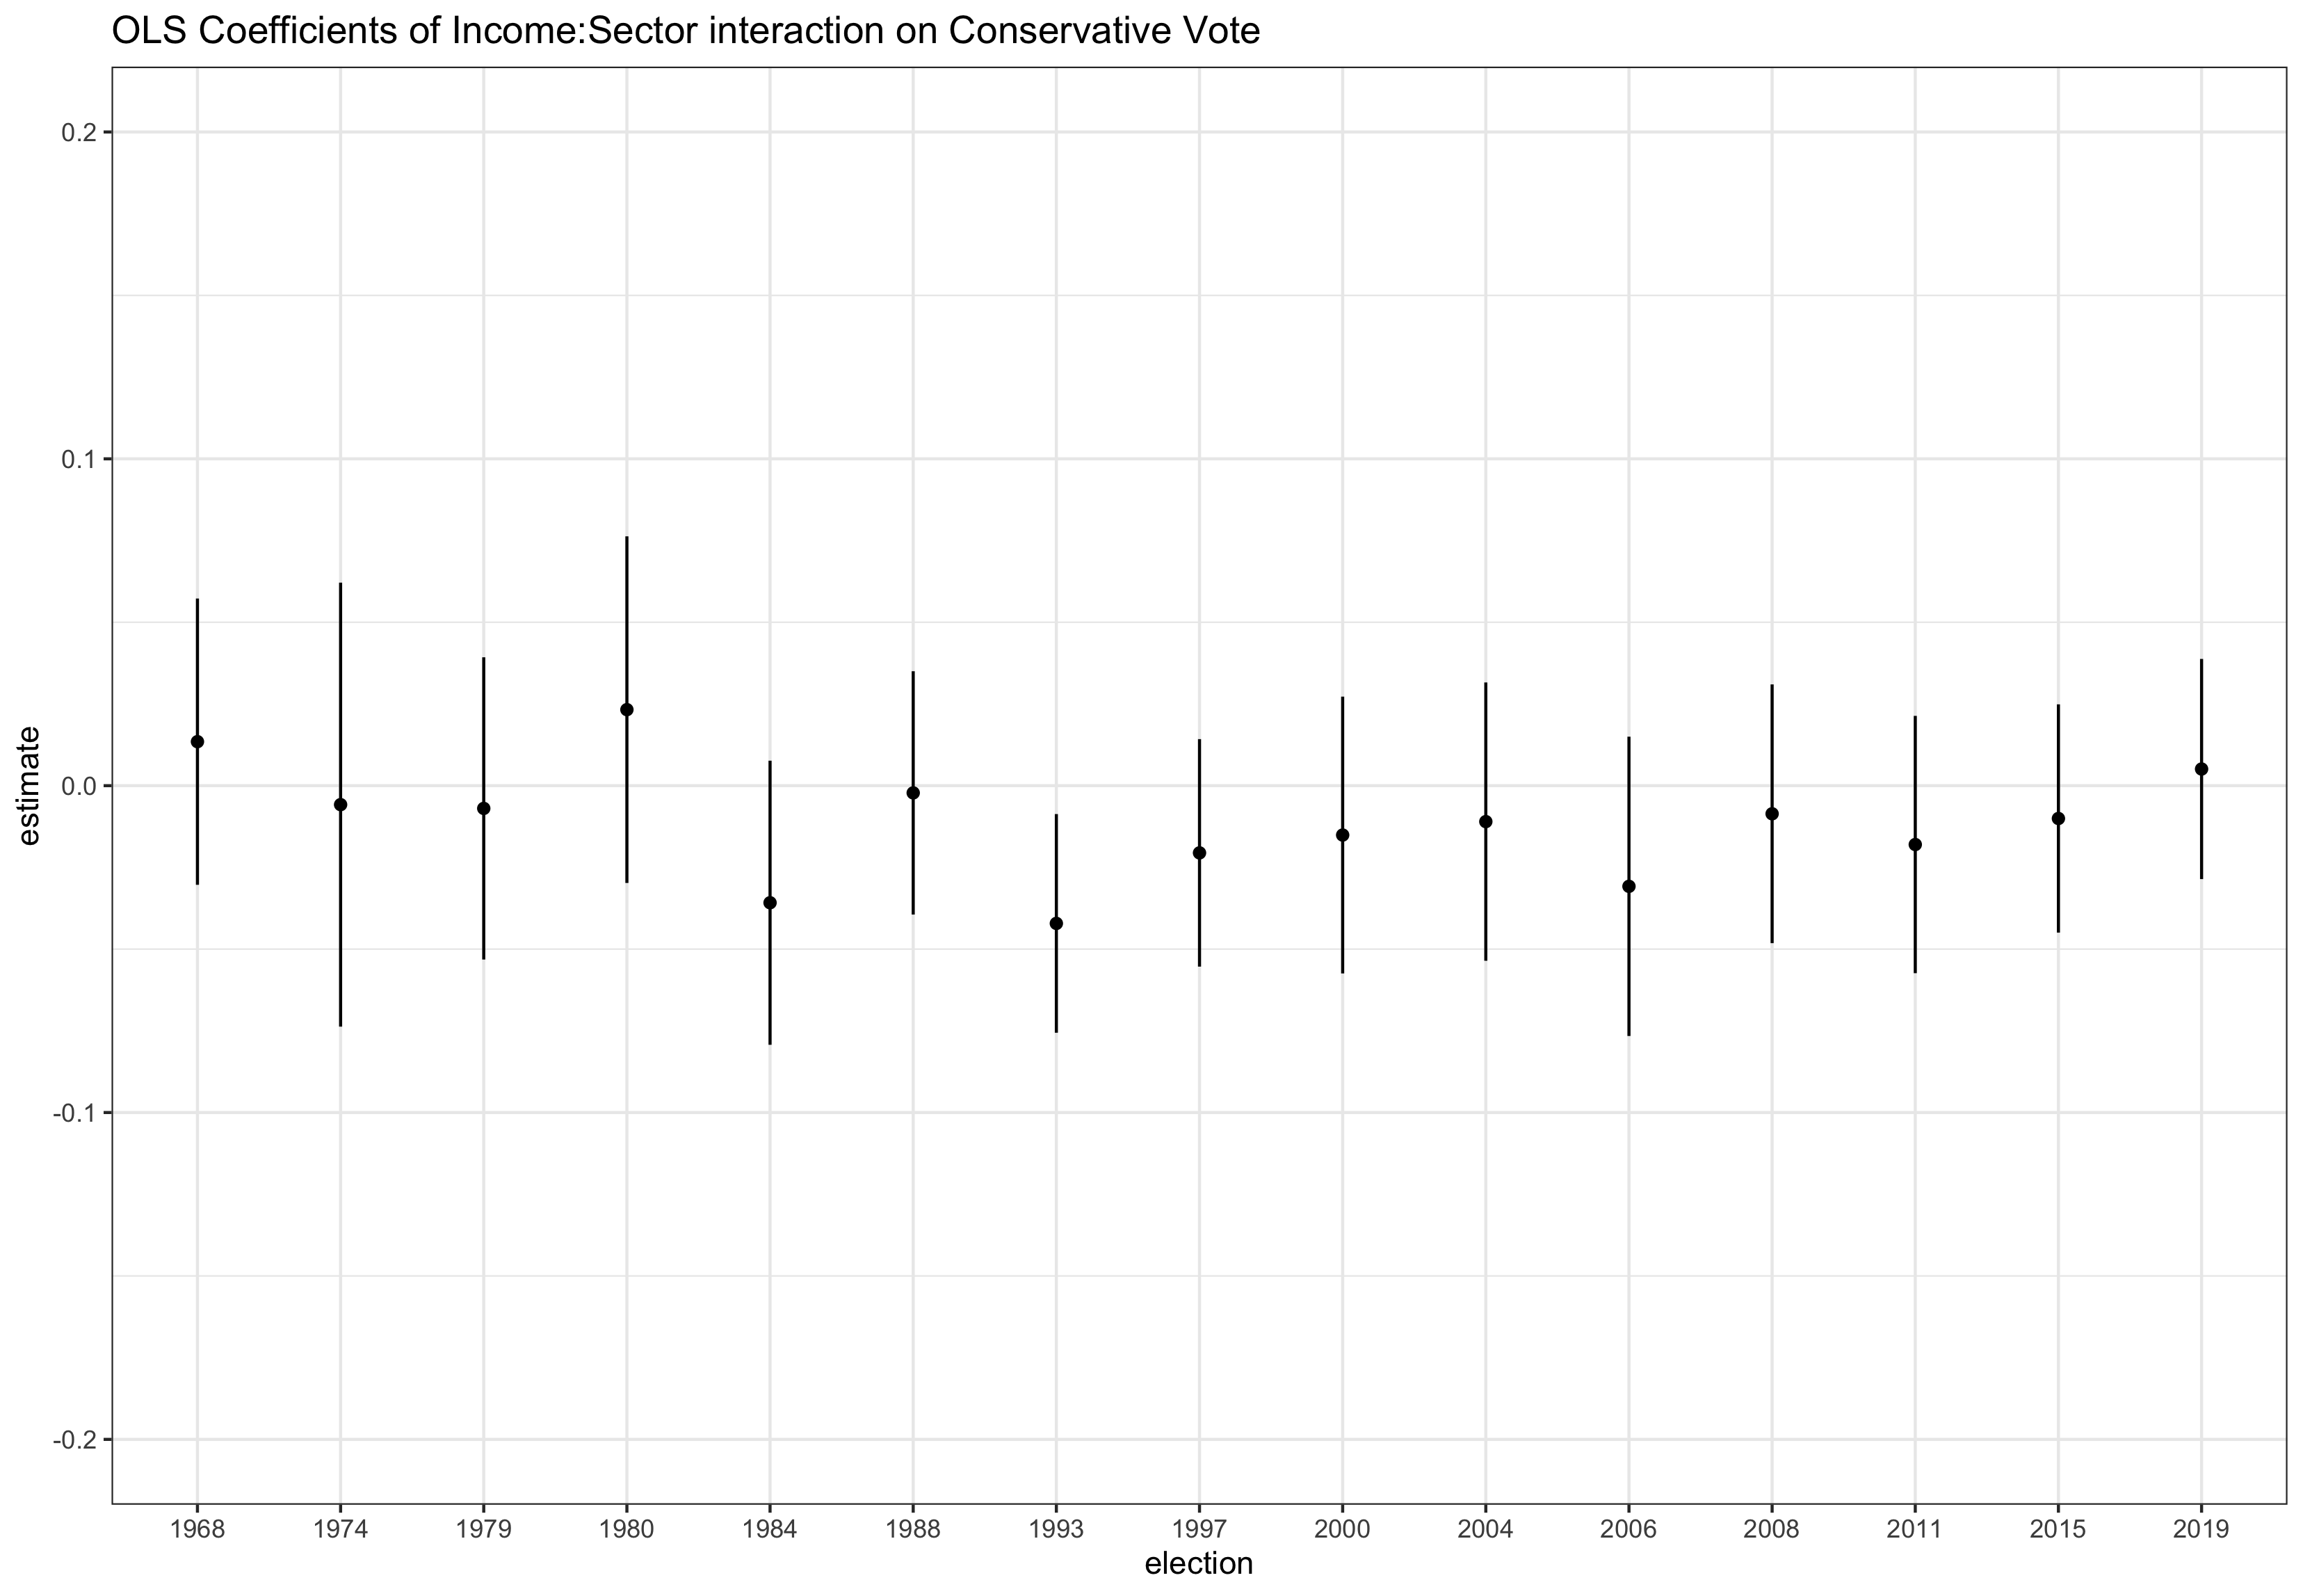 OLS Coefficients of Income:Sector interaction on Conservative Vote
0.2
0.1
0.0
-0.1
-0.2
estimate
1968 1974 1979 1980 1984 1988 1993 1997 2000 2004 2006 2008 2011 2015 2019
election